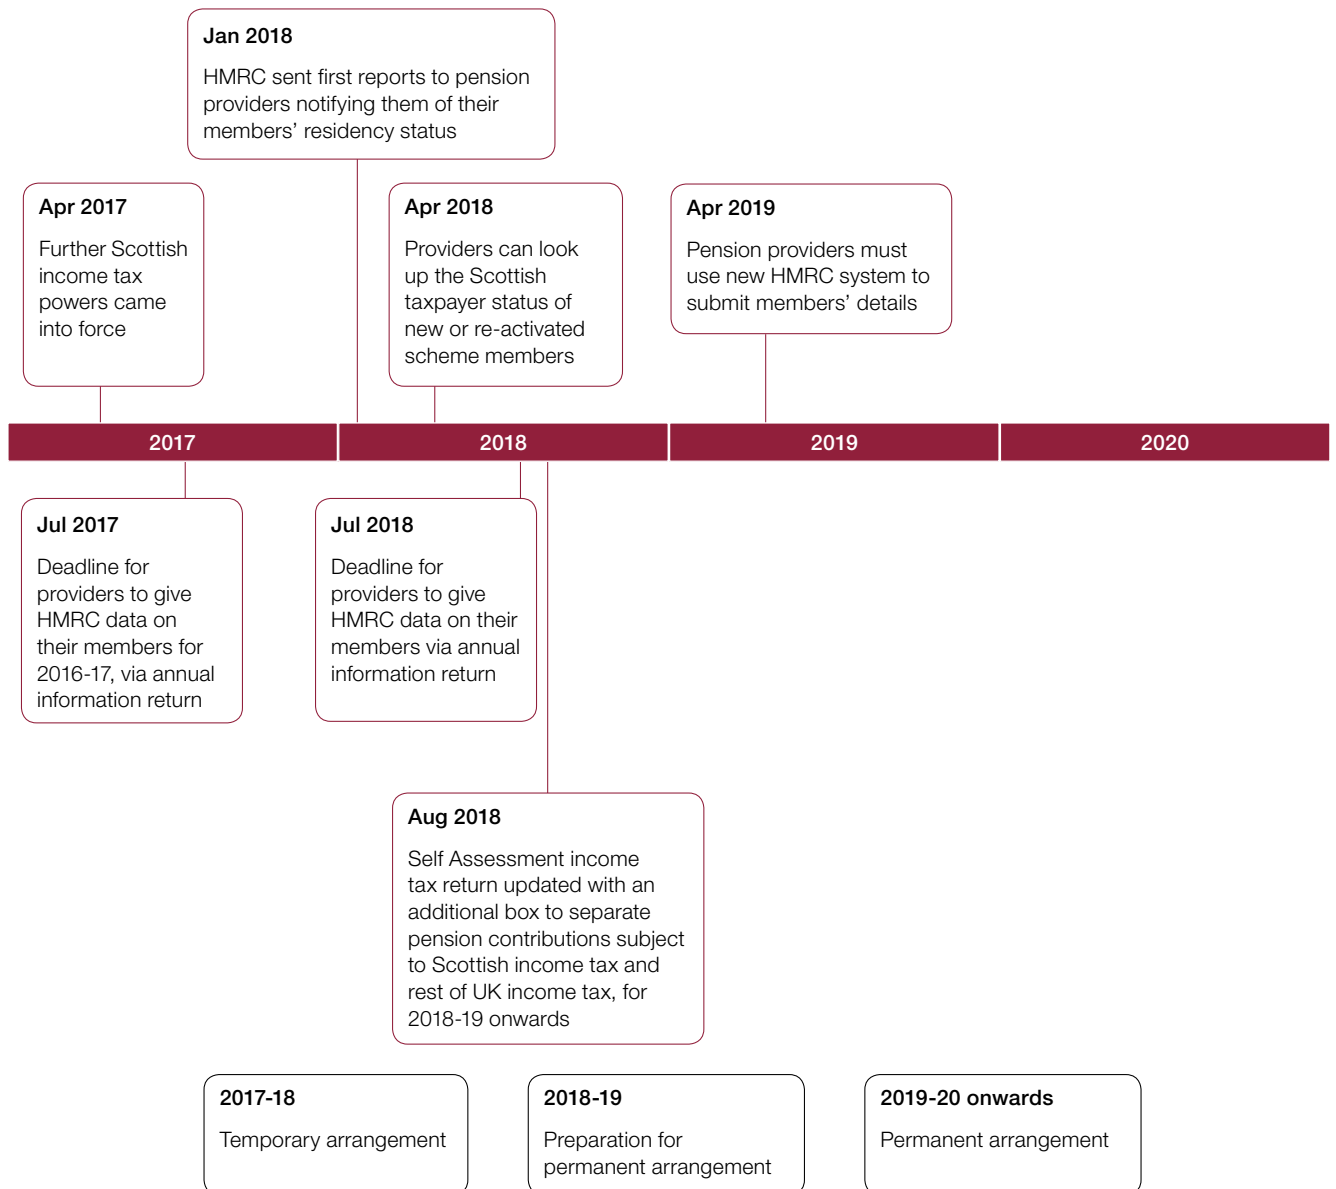 Jan 2018
HMRC sent first reports to pension
providers notifying them of their
members’ residency status
Apr 2017
Further Scottish
income tax
powers came
into force
Apr 2018
Providers can look
up the Scottish
taxpayer status of
new or re-activated
scheme members
Apr 2019
Pension providers must
use new HMRC system to
submit members’ details
2017
2018
2019
2020
Jul 2017
Deadline for
providers to give
HMRC data on
their members for
2016-17, via annual
information return
Jul 2018
Deadline for
providers to give
HMRC data on their
members via annual
information return
Aug 2018
Self Assessment income
tax return updated with an
additional box to separate
pension contributions subject
to Scottish income tax and
rest of UK income tax, for
2018-19 onwards
2017-18
Temporary arrangement
2018-19
Preparation for
permanent arrangement
2019-20 onwards
Permanent arrangement